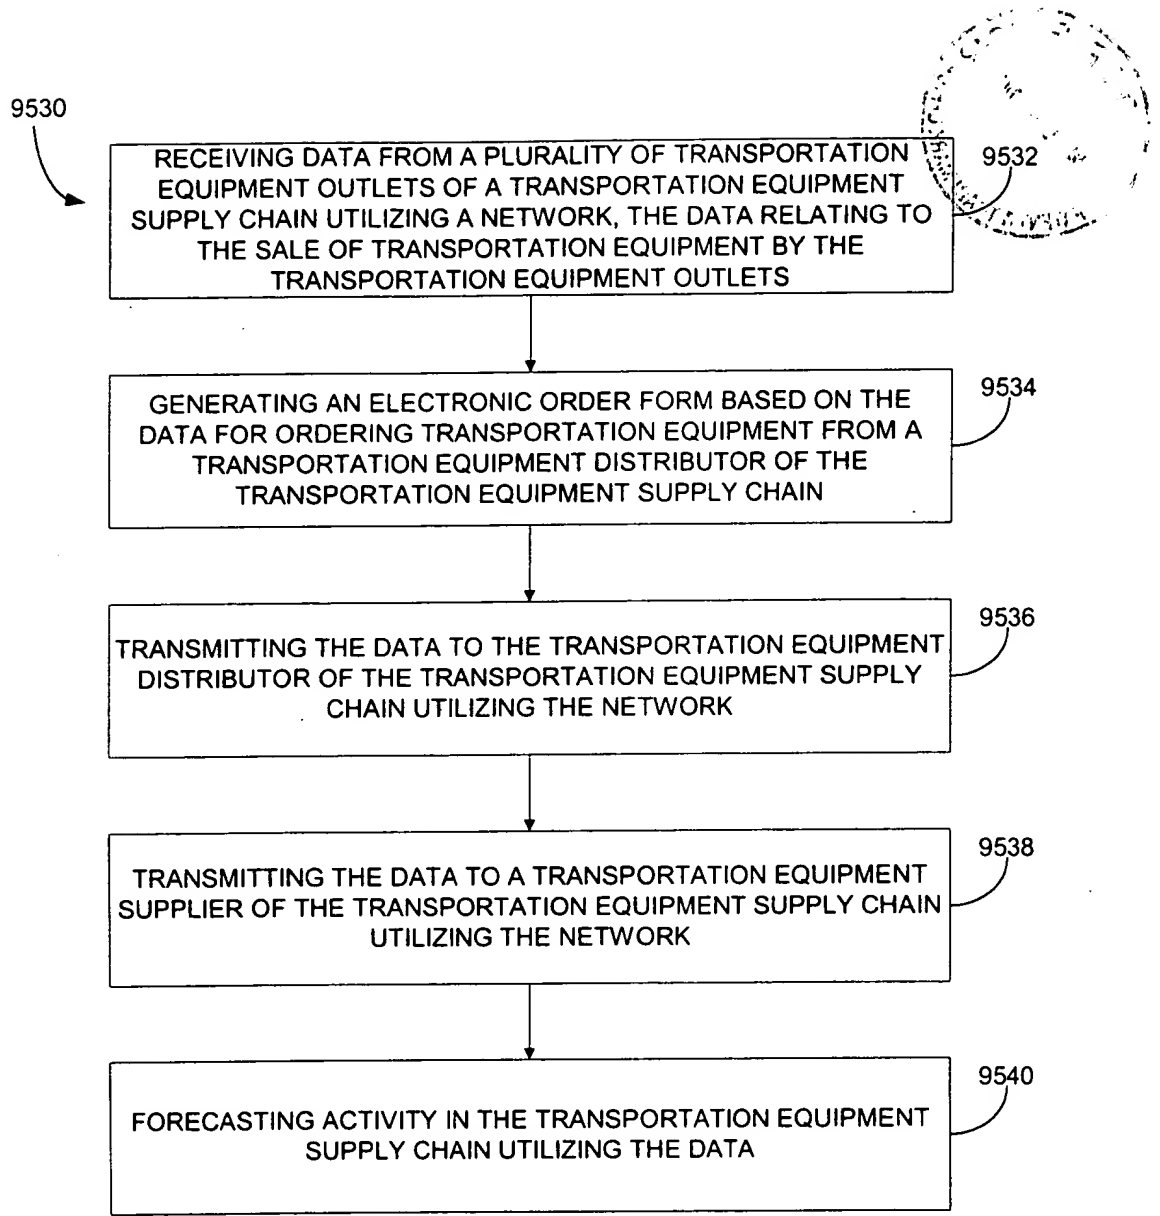 9530
RECEIVING DATA FROM A PLURALITY OF TRANSPORTATION
EQUIPMENT OUTLETS OF A TRANSPORTATION EQUIPMENT
SUPPLY CHAIN UTILIZING A NETWORK, THE DATA RELATING TO
THE SALE OF TRANSPORTATION EQUIPMENT BY THE
TRANSPORTATION EQUIPMENT OUTLETS
9532
GENERATING AN ELECTRONIC ORDER FORM BASED ON THE
DATA FOR ORDERING TRANSPORTATION EQUIPMENT FROM A
TRANSPORTATION EQUIPMENT DISTRIBUTOR OF THE
TRANSPORTATION EQUIPMENT SUPPLY CHAIN
9534
TRANSMITTING THE DATA TO THE TRANSPORTATION EQUIPMENT
DISTRIBUTOR OF THE TRANSPORTATION EQUIPMENT SUPPLY
CHAIN UTILIZING THE NETWORK
9536
TRANSMITTING THE DATA TO A TRANSPORTATION EQUIPMENT
SUPPLIER OF THE TRANSPORTATION EQUIPMENT SUPPLY CHAIN
UTILIZING THE NETWORK
9538
FORECASTING ACTIVITY IN THE TRANSPORTATION EQUIPMENT
SUPPLY CHAIN UTILIZING THE DATA
9540